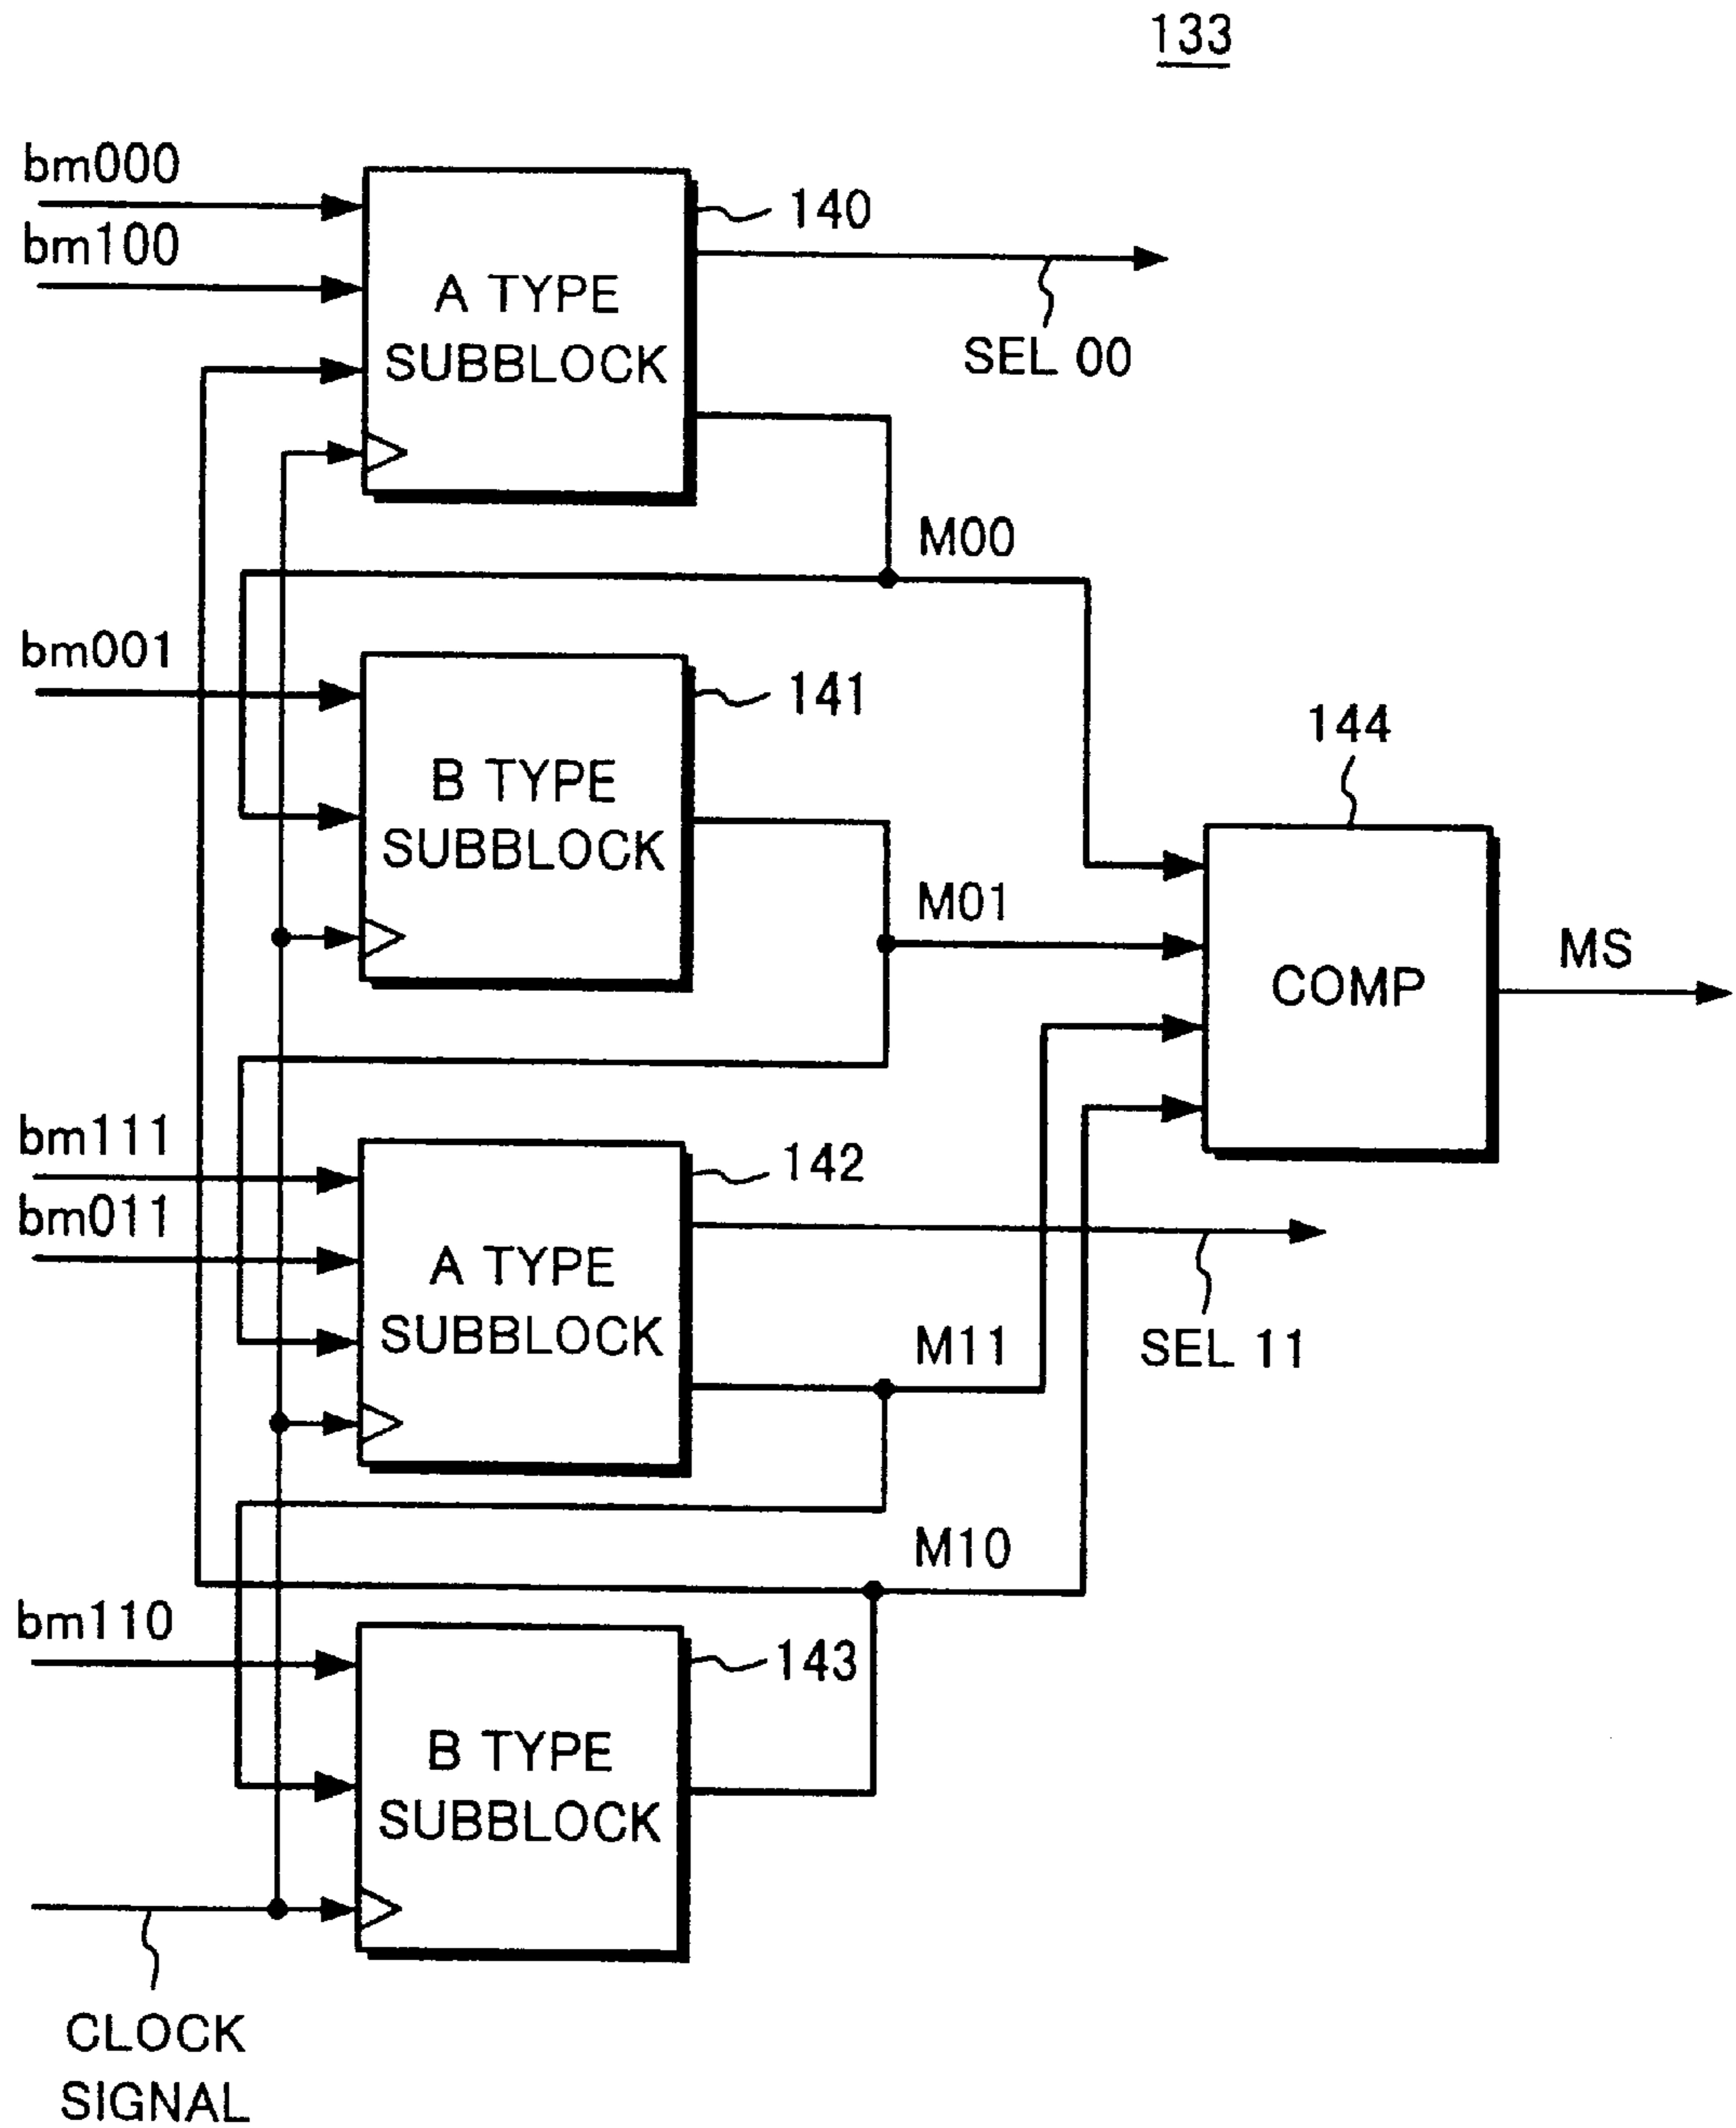 133
bm000
140
bm100
A TYPE
SUBBLOCK
SEL 00
M00
bm001
141
B TYPE
SUBBLOCK
144
M01
COMP
MS
bm111
142
bm011
A TYPE
SUBBLOCK
M11
SEL 11
M10
bm110
143
B TYPE
SUBBLOCK
CLOCK
SIGNAL